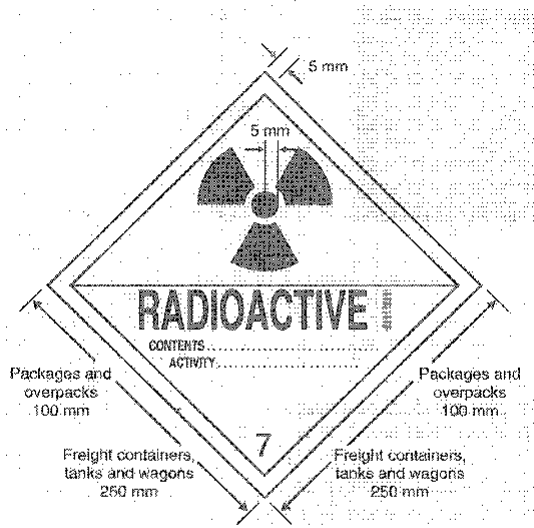 5 mm
5 mm
RADIOACTIVE I
CONTENTS
ACTIVITY
Packages and
overpacks
100 mm
Packages and
overpacks
100 mm
7
Freight containers,
tanks and wagons
250 mm
Freight containers,
tanks and wagons
250 mm